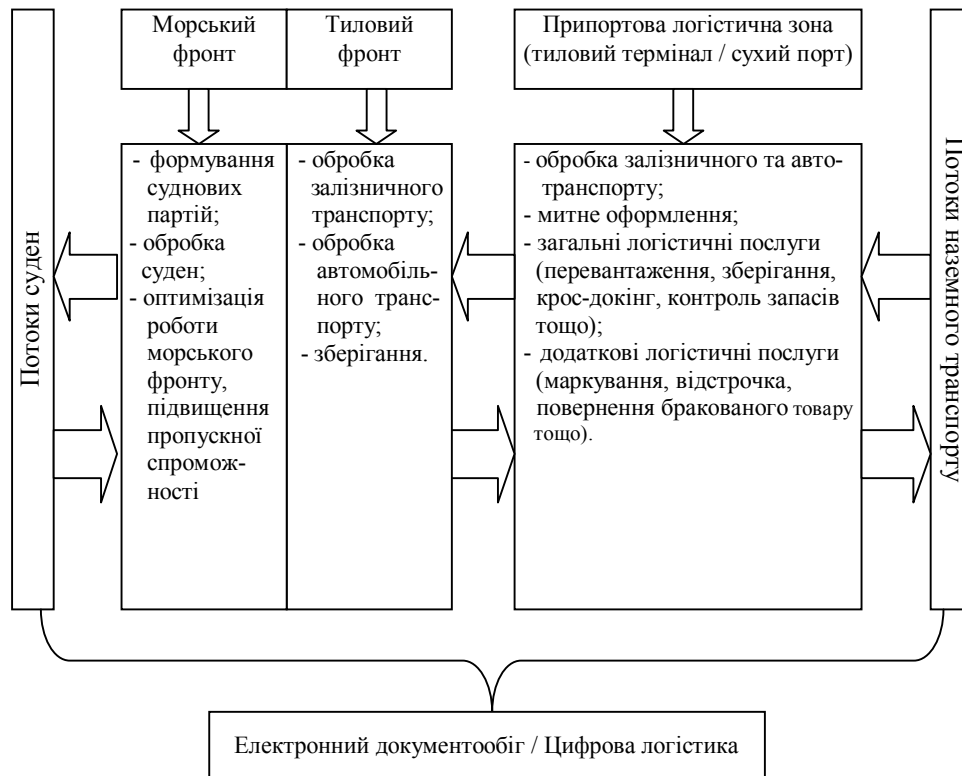 Потоки суден
Морський
фронт
Тиловий
фронт
Припортова логістична зона
(тиловий термінал / сухий порт)
- формування
суднових
партій;
- обробка
суден;
- оптимізація
роботи
морського
фронту,
підвищення
пропускної
спромож-
ності
- обробка
залізничного
транспорту;
- обробка
автомобіль-
ного транс-
порту;
- зберігання.
- обробка залізничного та авто-
транспорту;
- митне оформлення;
- загальні логістичні послуги
(перевантаження, зберігання,
крос-докінг, контроль запасів
тощо);
- додаткові логістичні послуги
(маркування, відстрочка,
повернення бракованого товару
тощо).
Потоки наземного транспорту
Електронний документообіг / Цифрова логістика